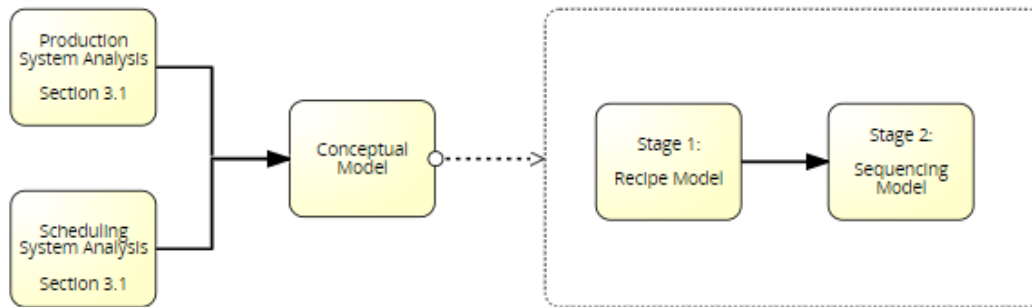 Production
System Analysis
Section 3.1
Scheduling
System Analysis
Section 3.1
Conceptual
Model
Stage 1:
Recipe Model
Stage 2:
Sequencing
Model